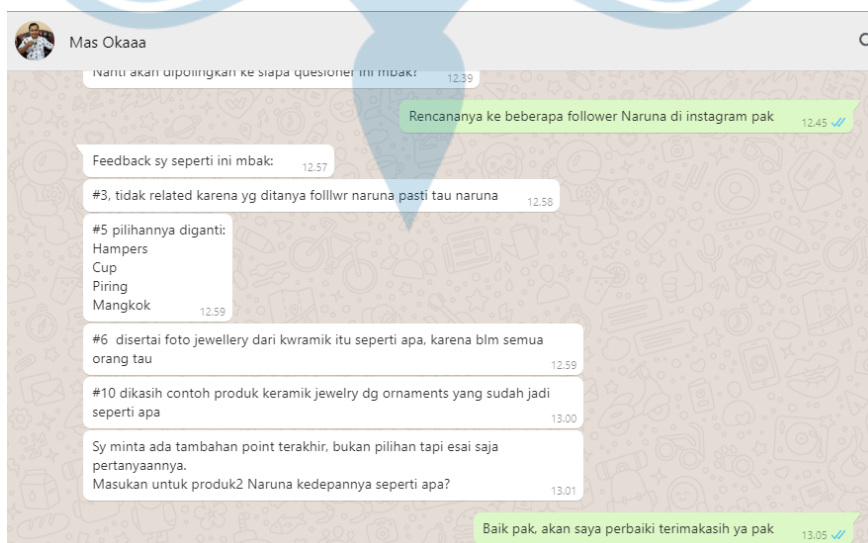 Mas Okaaa
Nanti akan dipolingkan ke siapa quesioner ini mbak?
12.39
Rencananya ke beberapa follower Naruna di instagram pak
12.45
Feedback sy seperti ini mbak:
12.57
#3, tidak related karena yg ditanya folllwr naruna pasti tau naruna
12.58
#5 pilihannya diganti:
Hampers
Cup
Piring
Mangkok
12.59
#6 disertai foto jewellery dari kwramik itu seperti apa, karena blm semua
orang tau
12.59
#10 dikasih contoh produk keramik jewelry dg ornaments yang sudah jadi
seperti apa
13.00
Sy minta ada tambahan point terakhir, bukan pilihan tapi esai saja
pertanyaannya.
Masukan untuk produk2 Naruna kedepannya seperti apa?
13.01
Baik pak, akan saya perbaiki terimakasih ya pak
13.05